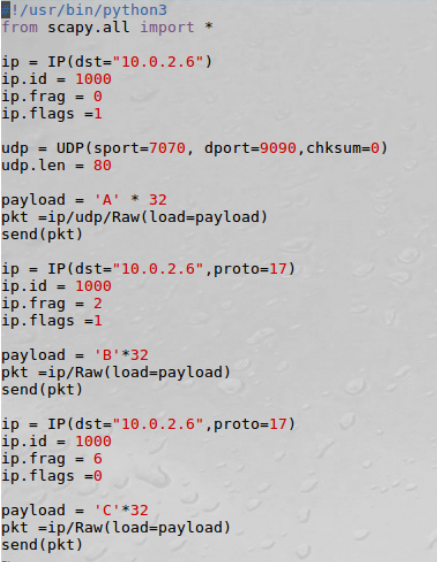 #!/usr/bin/python3
from scapy.all import *
ip = IP(dst="10.0.2.6")
ip.id = 1000
ip.frag = 0
ip.flags =1
udp = UDP(sport=7070, dport=9090,chksum=0)
udp.len = 80
payload = 'A' * 32
pkt =ip/udp/Raw(load=payload)
send(pkt)
ip = IP(dst="10.0.2.6",proto=17)
ip.id = 1000
ip.frag = 2
ip.flags =1
payload = 'B'*32
pkt =ip/Raw(load=payload)
send(pkt)
ip = IP(dst="10.0.2.6",proto=17)
ip.id = 1000
ip.frag = 6
ip.flags =0
payload = 'C'*32
pkt =ip/Raw(load=payload)
send(pkt)